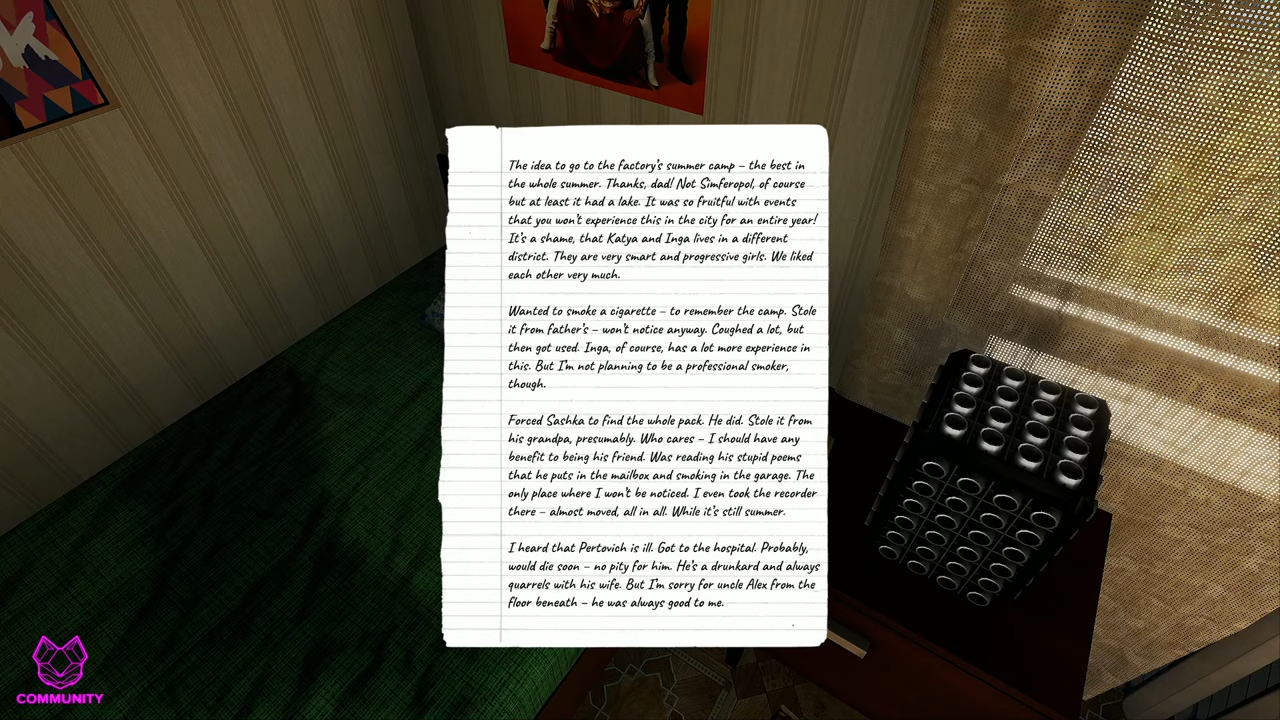 K
The idea to go to the factory's summer camp – the best in
the whole summer. Thanks, dad! Not Simferopol, of course
but at least it had a lake. It was so fruitful with events
that you won't experience this in the city for an entire year!
It's a shame, that Katya and Inga lives in a different
district. They are very smart and progressive girls. We liked
each other very much.
Wanted to smoke a cigarette – to remember the camp. Stole
it from father's – won't notice anyway. Coughed a lot, but
then got used. Inga, of course, has a lot more experience in
this. But I'm not planning to be a professional smoker,
though.
Forced Sashka to find the whole pack. He did. Stole it from
his grandpa, presumably. Who cares – I should have any
benefit to being his friend. Was reading his stupid poems
that he puts in the mailbox and smoking in the garage. The
only place where I won't be noticed. I even took the recorder
there – almost moved, all in all. While it's still summer.
I heard that Pertovich is ill. Got to the hospital. Probably,
would die soon – no pity for him. He's a drunkard and always
quarrels with his wife. But I'm sorry for uncle Alex from the
floor beneath – he was always good to me.
COMMUNITY